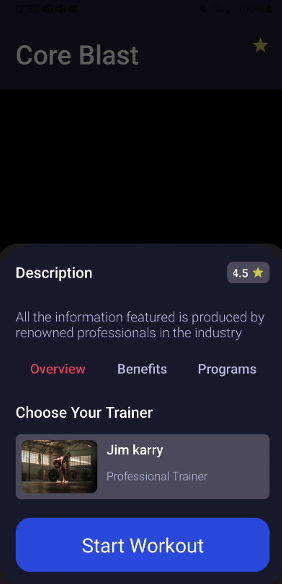 Core Blast
Description
4.5
All the information featured is produced by
renowned professionals in the industry
Overview
Benefits
Programs
Choose Your Trainer
Jim karry
Professional Trainer
Start Workout